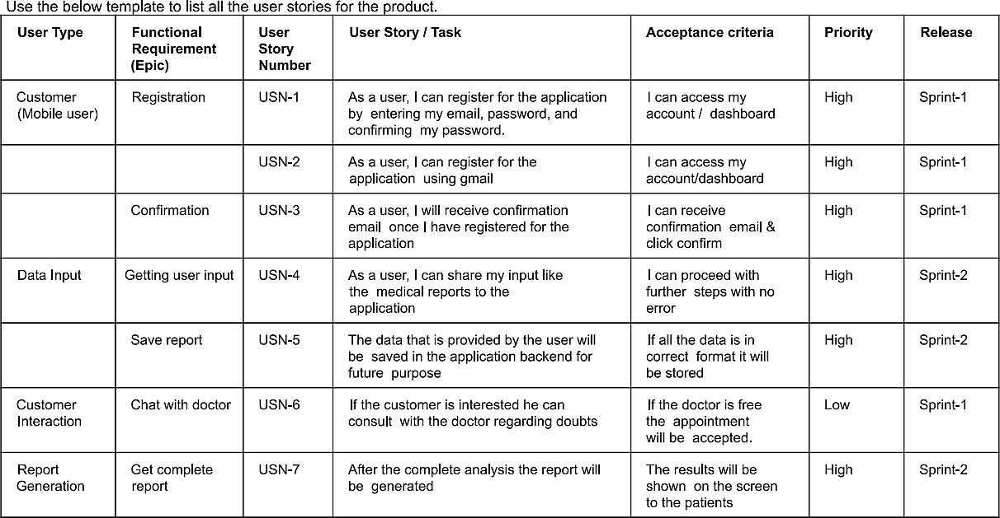 Use the below template to list all the user stories for the product.
User Type
Functional
Requirement
(Epic)
User
Story
Number
User Story / Task
Acceptance criteria
Priority
Release
Customer
(Mobile user)
Registration
USN-1
As a user, I can register for the application
by entering my email, password, and
confirming my password.
I can access my
account / dashboard
High
Sprint-1
USN-2
As a user, I can register for the
application using gmail
I can access my
account/dashboard
High
Sprint-1
Confirmation
USN-3
As a user, I will receive confirmation
email once I have registered for the
application
I can receive
confirmation email &
click confirm
High
Sprint-1
Data Input
Getting user input
USN-4
As a user, I can share my input like
the medical reports to the
application
I can proceed with
further steps with no
error
High
Sprint-2
Save report
USN-5
The data that is provided by the user will
be saved in the application backend for
future purpose
If all the data is in
correct format it will
be stored
High
Sprint-2
Customer
Interaction
Chat with doctor
USN-6
If the customer is interested he can
consult with the doctor regarding doubts
If the doctor is free
the appointment
will be accepted.
Low
Sprint-1
Report
Generation
Get complete
report
USN-7
After the complete analysis the report will
be generated
The results will be
shown on the screen
to the patients
High
Sprint-2